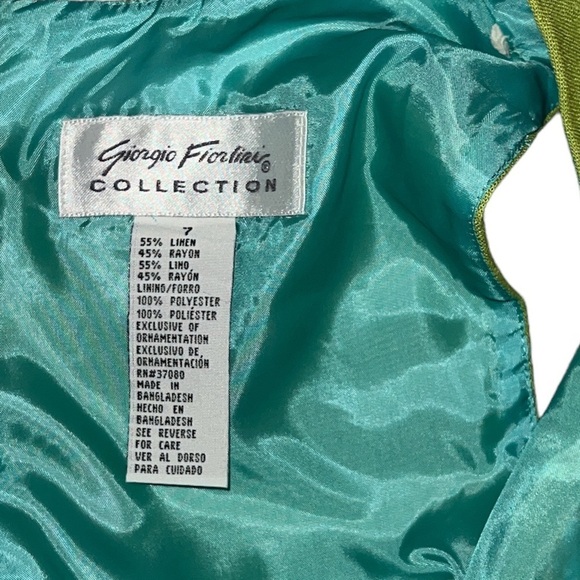 Giorgio Fiorlini®
COLLECTION
7
55% LINEN
45% RAYON
55% LINO,
45% RAYÓN
LINING/FORRO
100% POLYESTER
100% POLIÉSTER
EXCLUSIVE OF
ORNAMENTATION
EXCLUSIVO DE,
ORNAMENTACIÓN
RN#37080
MADE IN
BANGLADESH
HECHO EN
BANGLADESH
SEE REVERSE
FOR CARE
VER AL DORSO
PARA CUIDADO